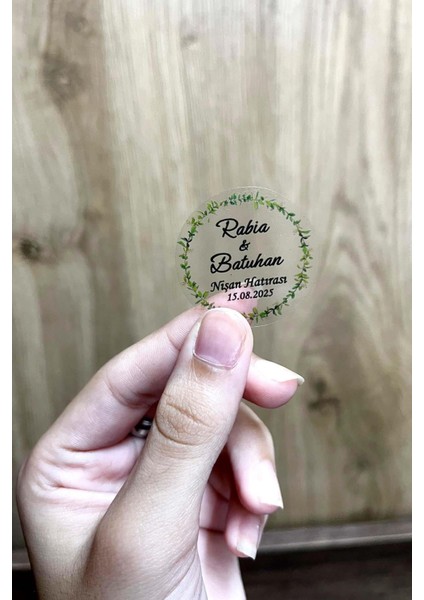 Rabia
&
Batuhan
Nişan Hatırası
15.08.2025